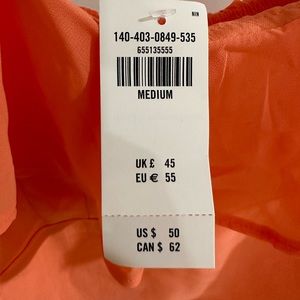 NIN
140-403-0849-535
655135555
MEDIUM
UK £ 45
EU € 55
US $ 50
CAN $ 62